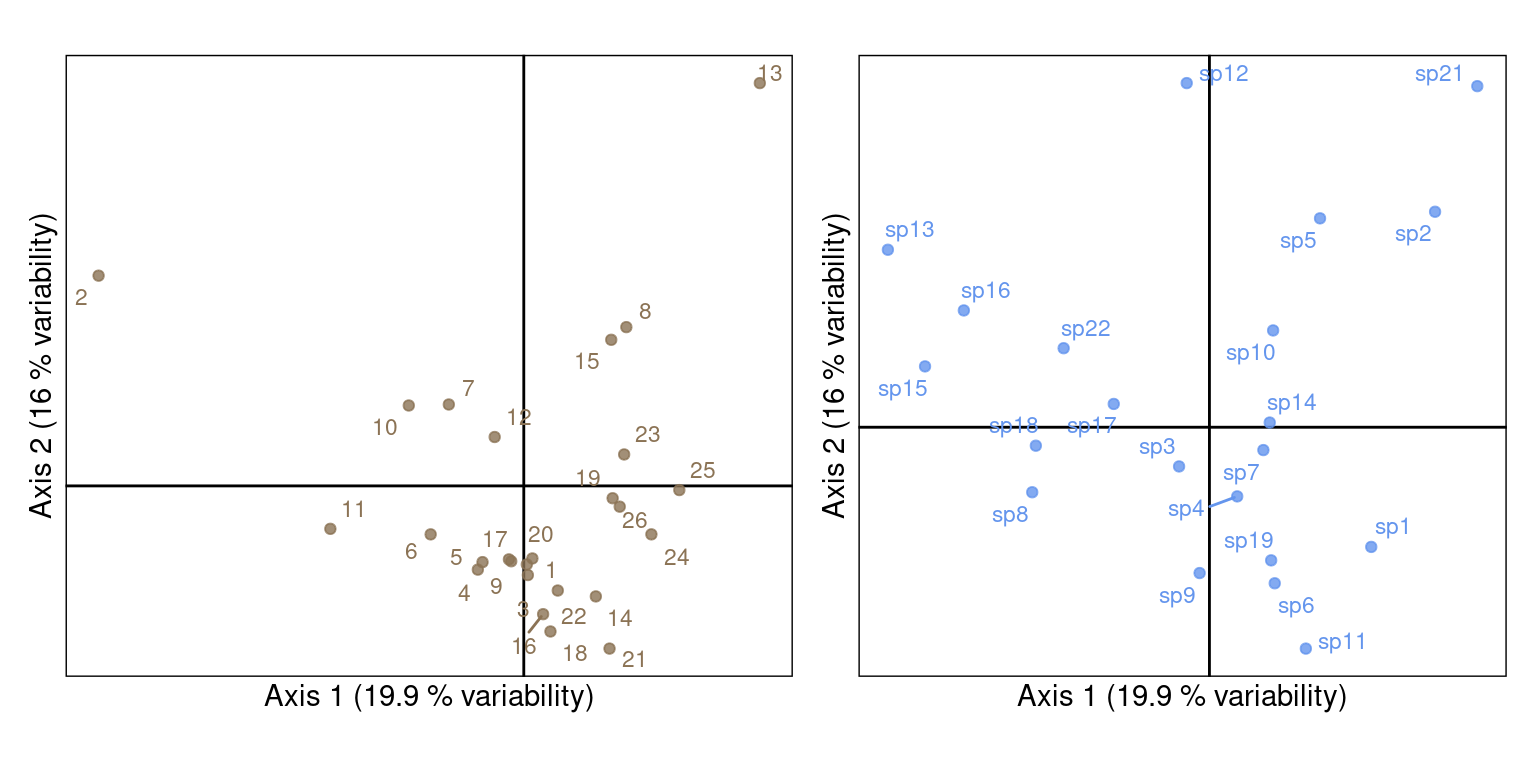 13
2
8
15
7
10
12
23
25
19
26
24
11
6
5
17
20
4
9
1
3
22
14
16
18
21
Axis 2 (16 % variability)
Axis 1 (19.9 % variability)
sp12
sp21
sp13
sp5
sp2
sp16
sp22
sp10
sp15
sp14
sp18
sp17
sp3
sp7
sp4
sp8
sp1
sp19
sp9
sp6
sp11
Axis 2 (16 % variability)
Axis 1 (19.9 % variability)